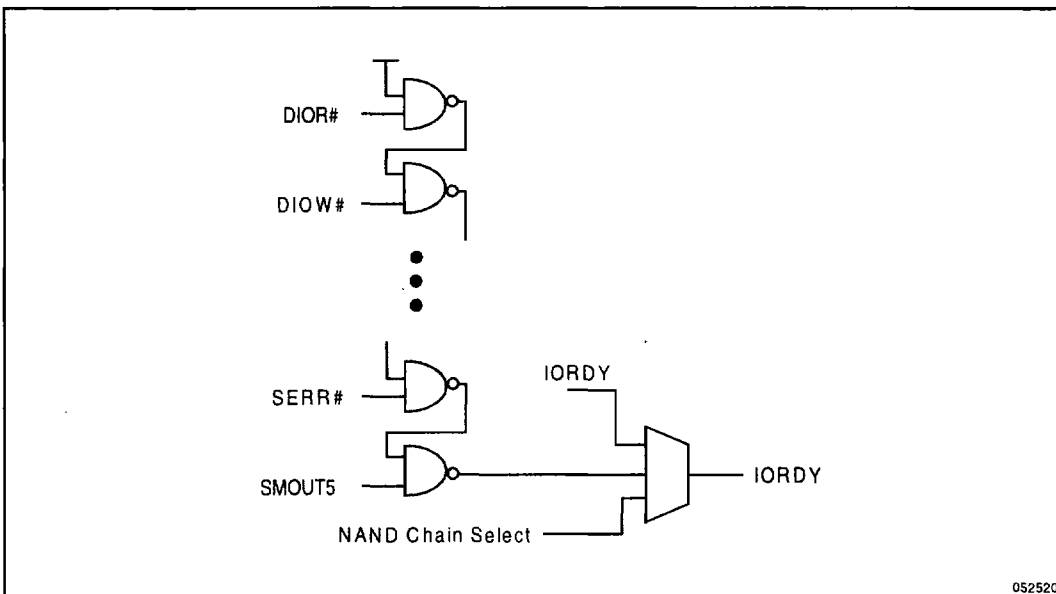 DIOR#
DIOW#
SERR#
IORDY
SMOUT5
IORDY
NAND Chain Select
052520